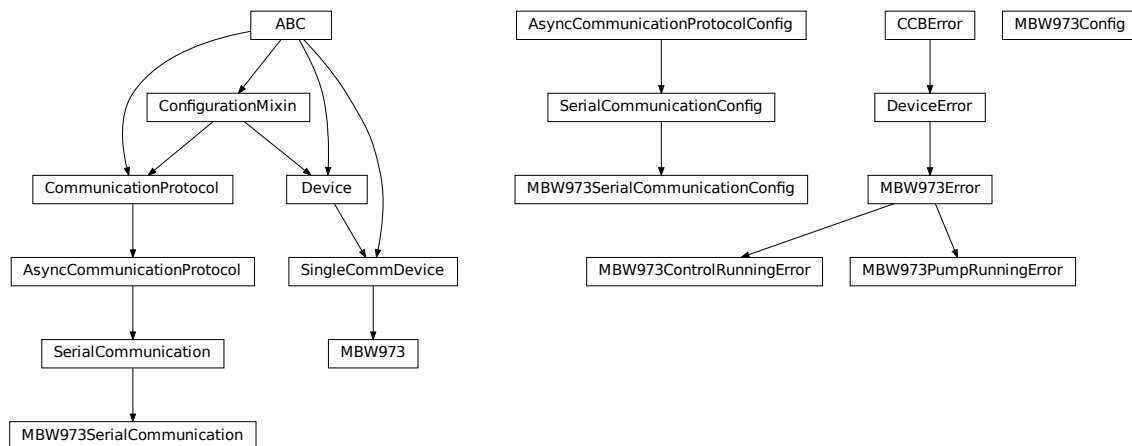 ABC
AsyncCommunicationProtocolConfig
CCBError
MBW973Config
ConfigurationMixin
SerialCommunicationConfig
DeviceError
CommunicationProtocol
Device
MBW973SerialCommunicationConfig
MBW973Error
AsyncCommunicationProtocol
SingleCommDevice
MBW973ControlRunningError
MBW973PumpRunningError
SerialCommunication
MBW973
MBW973SerialCommunication